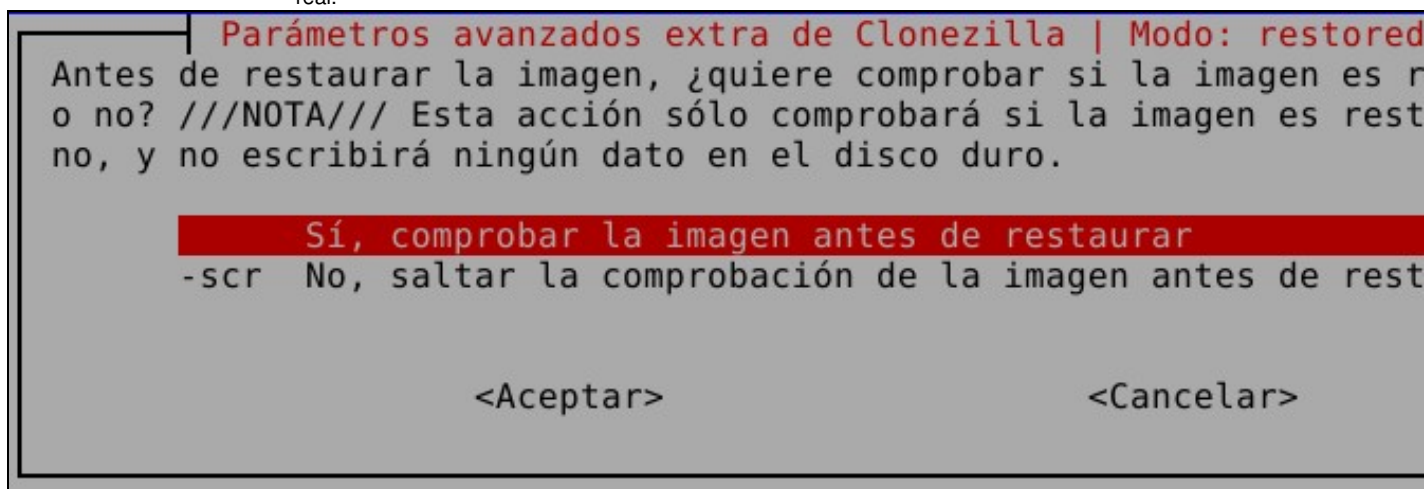 real.
Parámetros avanzados extra de Clonezilla | Modo: restored
Antes de restaurar la imagen, ¿quiere comprobar si la imagen es r
o no? ///NOTA/// Esta acción sólo comprobará si la imagen es rest
no, y no escribirá ningún dato en el disco duro.
Sí, comprobar la imagen antes de restaurar
-scr No, saltar la comprobación de la imagen antes de rest
<Aceptar> <Cancelar>